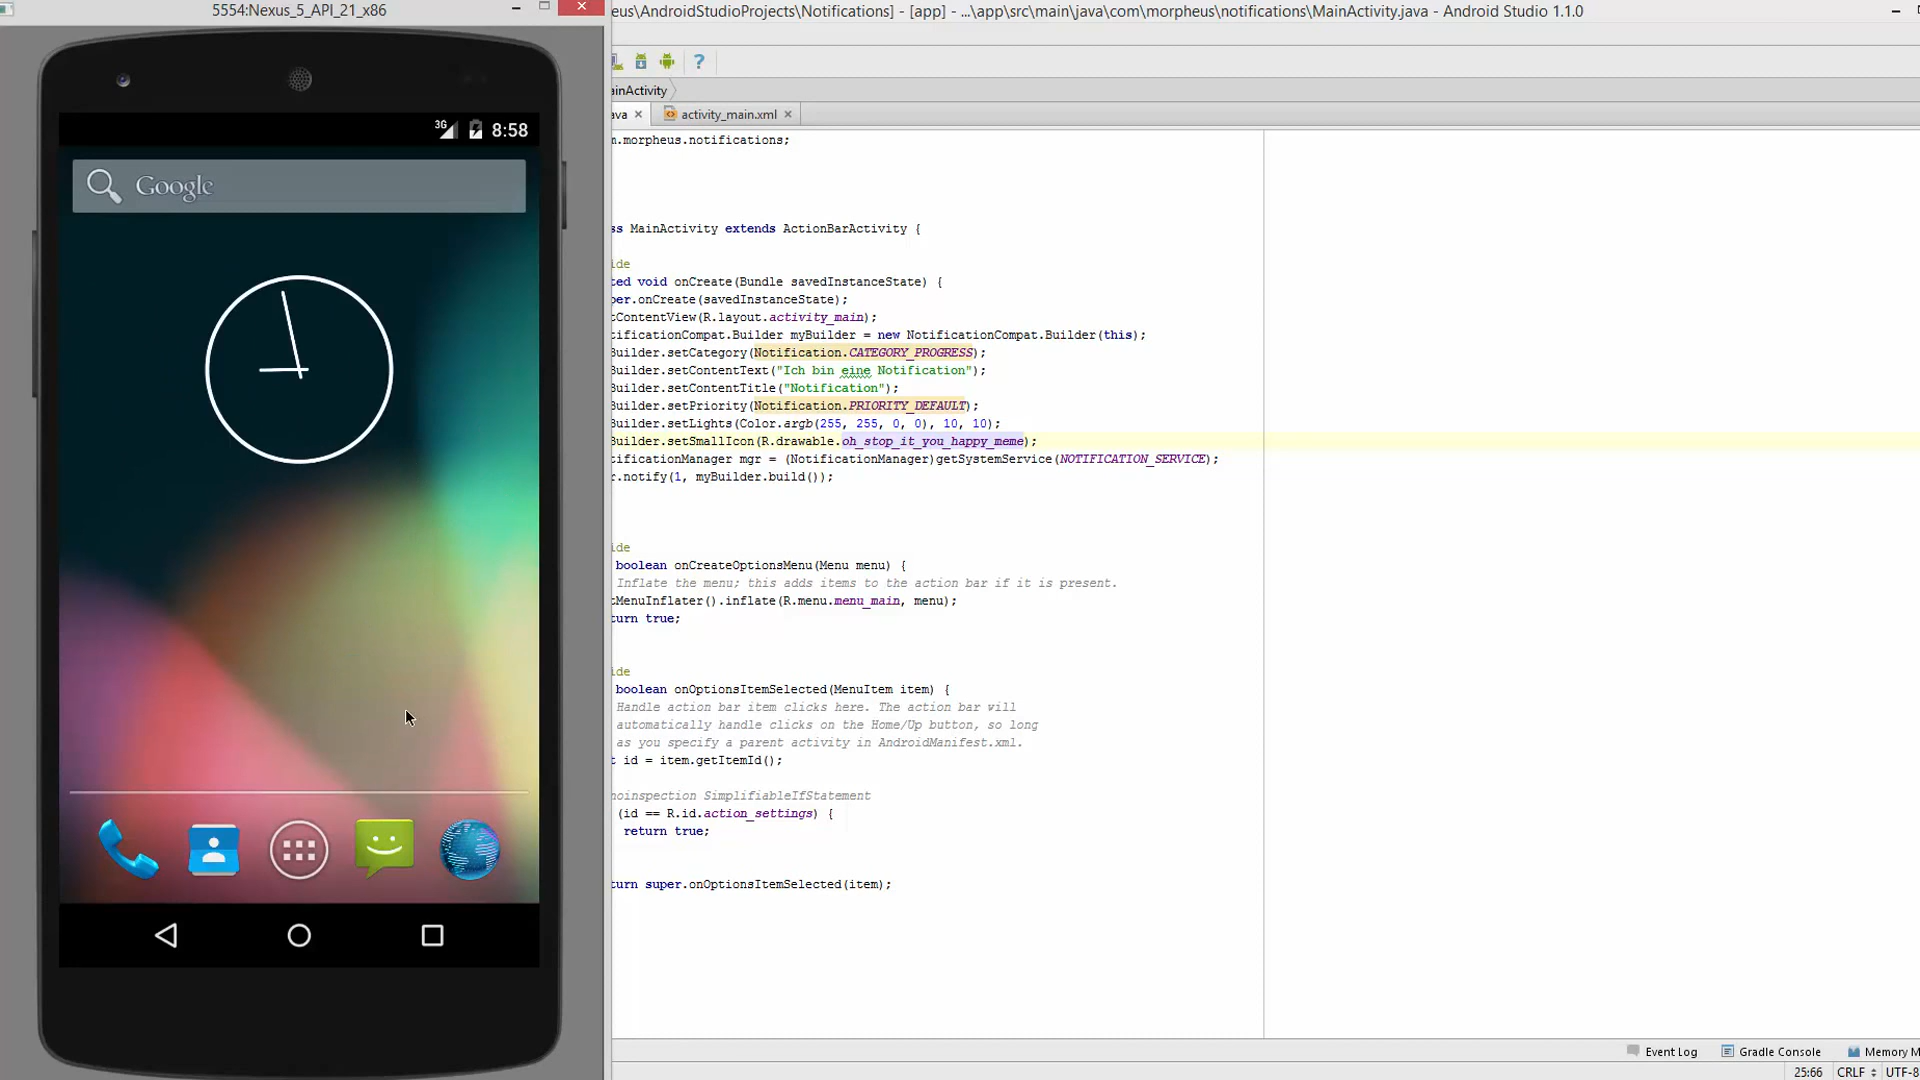 5554:Nexus_5_API_21_x86
eus\AndroidStudioProjects\Notifications] - [app] - ...\app\src\main\java\com\morpheus\notifications\MainActivity.java - Android Studio 1.1.0
?
ainActivity
ava
activity_main.xml
3G
8:58
Google
m.morpheus.notifications;
ss MainActivity extends ActionBarActivity {
ide
ted void onCreate(Bundle savedInstanceState) {
per.onCreate(savedInstanceState);
tContentView(R.layout.activity_main);
tificationCompat.Builder myBuilder = new NotificationCompat.Builder(this);
Builder.setCategory(Notification.CATEGORY_PROGRESS);
Builder.setContentText("Ich bin eine Notification");
Builder.setContentTitle("Notification");
Builder.setPriority(Notification.PRIORITY_DEFAULT);
Builder.setLights(Color.argb(255, 255, 0, 0), 10, 10);
Builder.setSmallIcon(R.drawable.oh_stop_it_you_happy_meme);
tificationManager mgr = (NotificationManager)getSystemService(NOTIFICATION_SERVICE);
r.notify(1, myBuilder.build());
ide
boolean onCreateOptionsMenu(Menu menu) {
Inflate the menu; this adds items to the action bar if it is present.
tMenuInflater().inflate(R.menu.menu_main, menu);
turn true;
ide
boolean onOptionsItemSelected(MenuItem item) {
Handle action bar item clicks here. The action bar will
automatically handle clicks on the Home/Up button, so long
as you specify a parent activity in AndroidManifest.xml.
t id = item.getItemId();
noinspection SimplifiableIfStatement
(id == R.id.action_settings) {
return true;
turn super.onOptionsItemSelected(item);
Event Log
Gradle Console
Memory M
25:66
CRLF
UTF-8